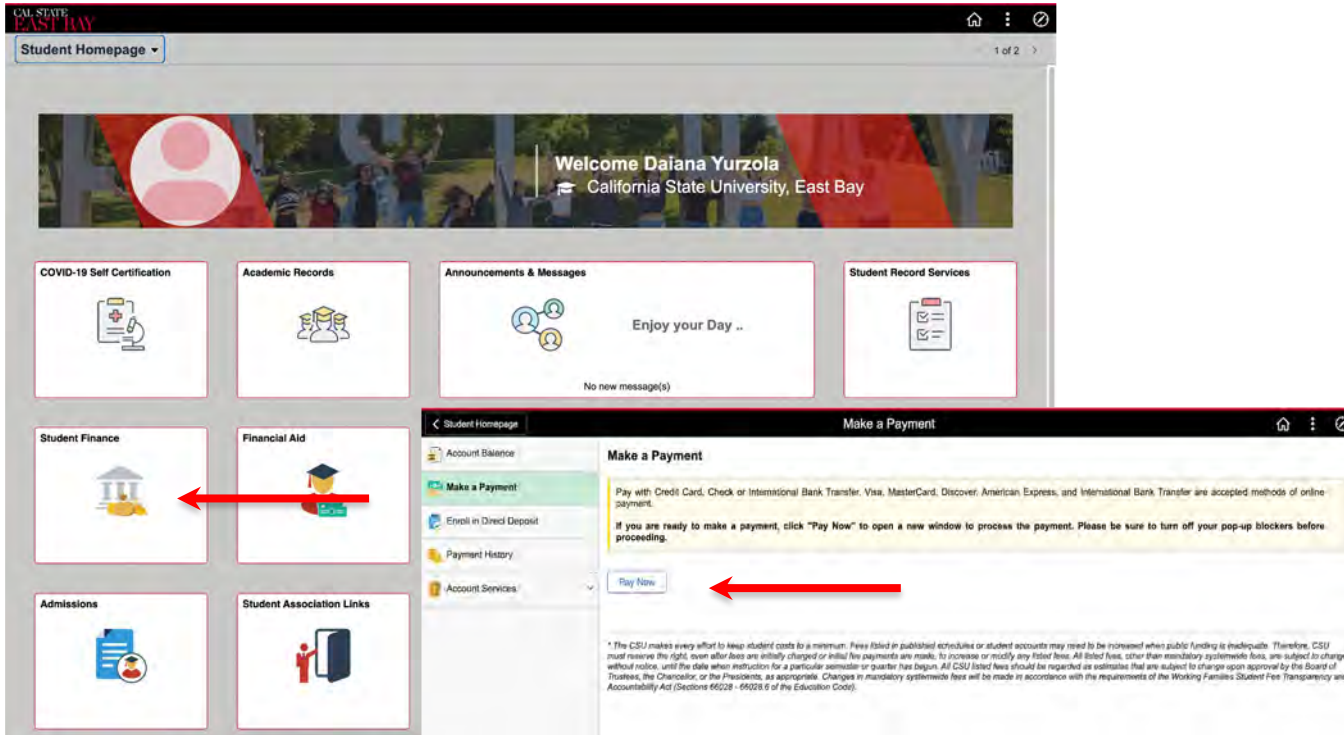 CAL STATE
EAST BAY
Student Homepage
1 of 2
Welcome Daiana Yurzola
California State University, East Bay
COVID-19 Self Certification
Academic Records
Announcements & Messages
Student Record Services
Enjoy your Day ..
No new message(s)
Student Finance
Financial Aid
Admissions
Student Association Links
Student Homepage
Make a Payment
Account Balance
Make a Payment
Enroll in Direct Deposit
Payment History
Account Services
Make a Payment
Pay with Credit Card, Check or International Bank Transfer. Visa, MasterCard, Discover, American Express, and International Bank Transfer are accepted methods of online
payment.
If you are ready to make a payment, click "Pay Now" to open a new window to process the payment. Please be sure to turn off your pop-up blockers before
proceeding.
Pay Now
* The CSU makes every effort to keep student costs to a minimum. Fees listed in published schedules or student accounts may need to be increased when public funding is inadequate. Therefore, CSU
must reserve the right, even after fees are initially charged or initial fee payments are made, to increase or modify any listed fees. All listed fees, other than mandatory systemwide fees, are subject to change
without notice, until the date when instruction for a particular semester or quarter has begun. All CSU listed fees should be regarded as estimates that are subject to change upon approval by the Board of
Trustees, the Chancellor, or the Presidents, as appropriate. Changes in mandatory systemwide fees will be made in accordance with the requirements of the Working Families Student Fee Transparency and
Accountability Act (Sections 66028 - 66028.6 of the Education Code).